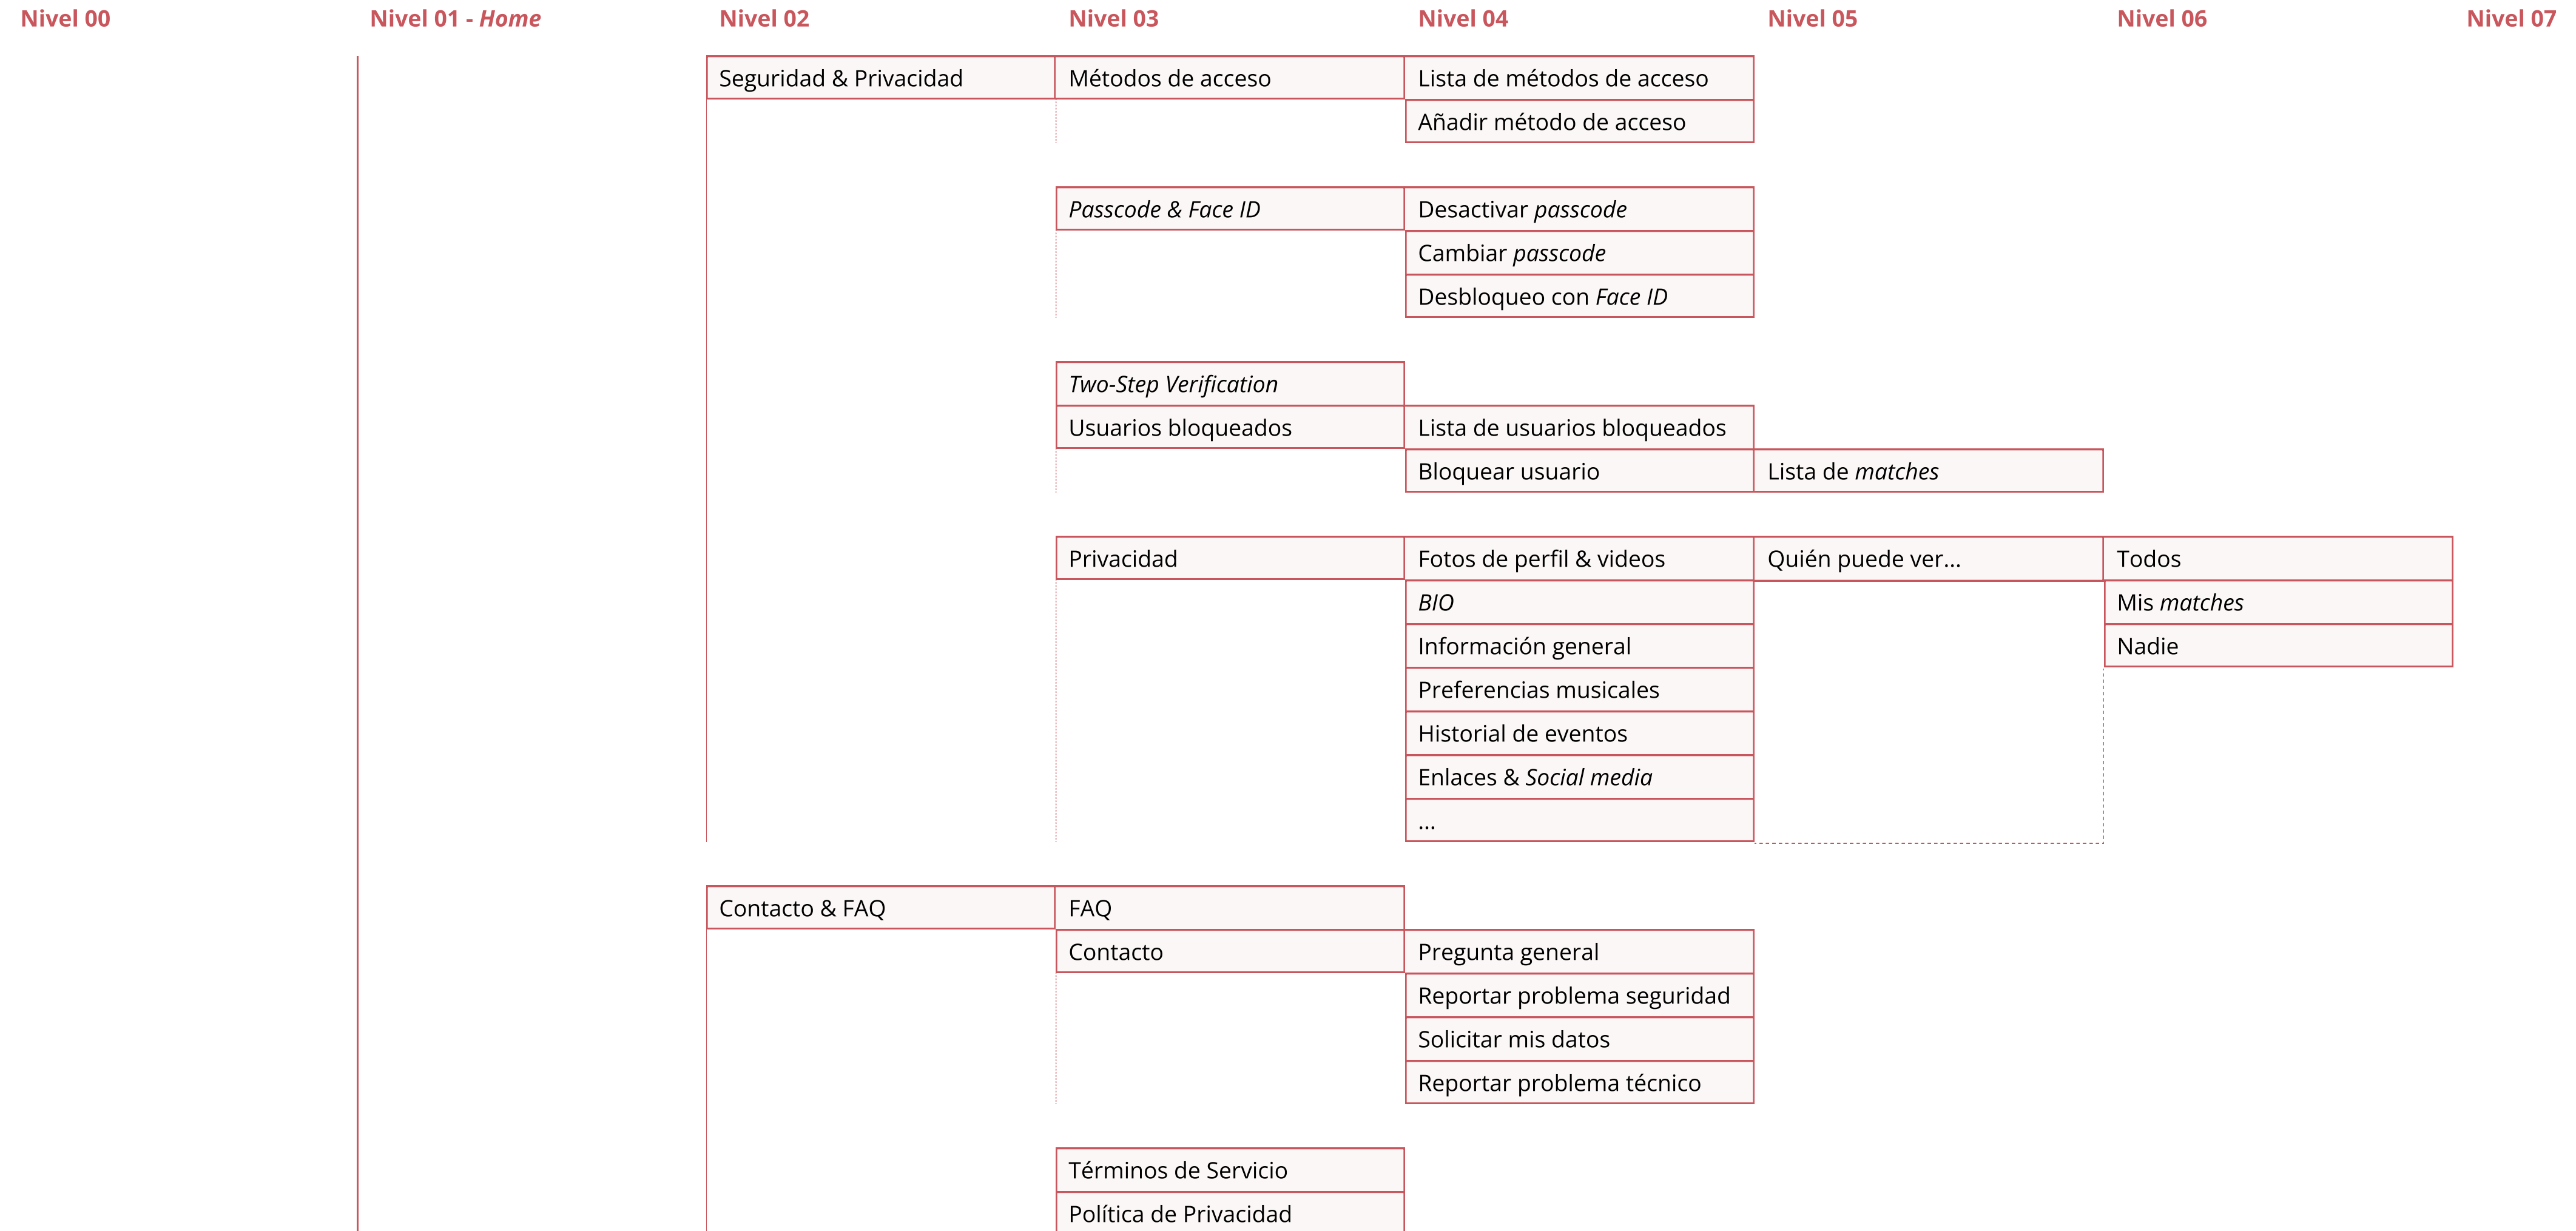 Nivel 00 Nivel 01 - Home Nivel 02 Nivel 03 Nivel 04 Nivel 05 Nivel 06 Nivel 07
Seguridad & Privacidad Métodos de acceso Lista de métodos de acceso
Añadir método de acceso
Passcode & Face ID Desactivar passcode
Cambiar passcode
Desbloqueo con Face ID
Two-Step Verification
Usuarios bloqueados Lista de usuarios bloqueados
Bloquear usuario Lista de matches
Privacidad Fotos de perfil & videos Quién puede ver... Todos
BIO Mis matches
Información general Nadie
Preferencias musicales
Historial de eventos
Enlaces & Social media
...
Contacto & FAQ FAQ
Contacto Pregunta general
Reportar problema seguridad
Solicitar mis datos
Reportar problema técnico
Términos de Servicio
Política de Privacidad